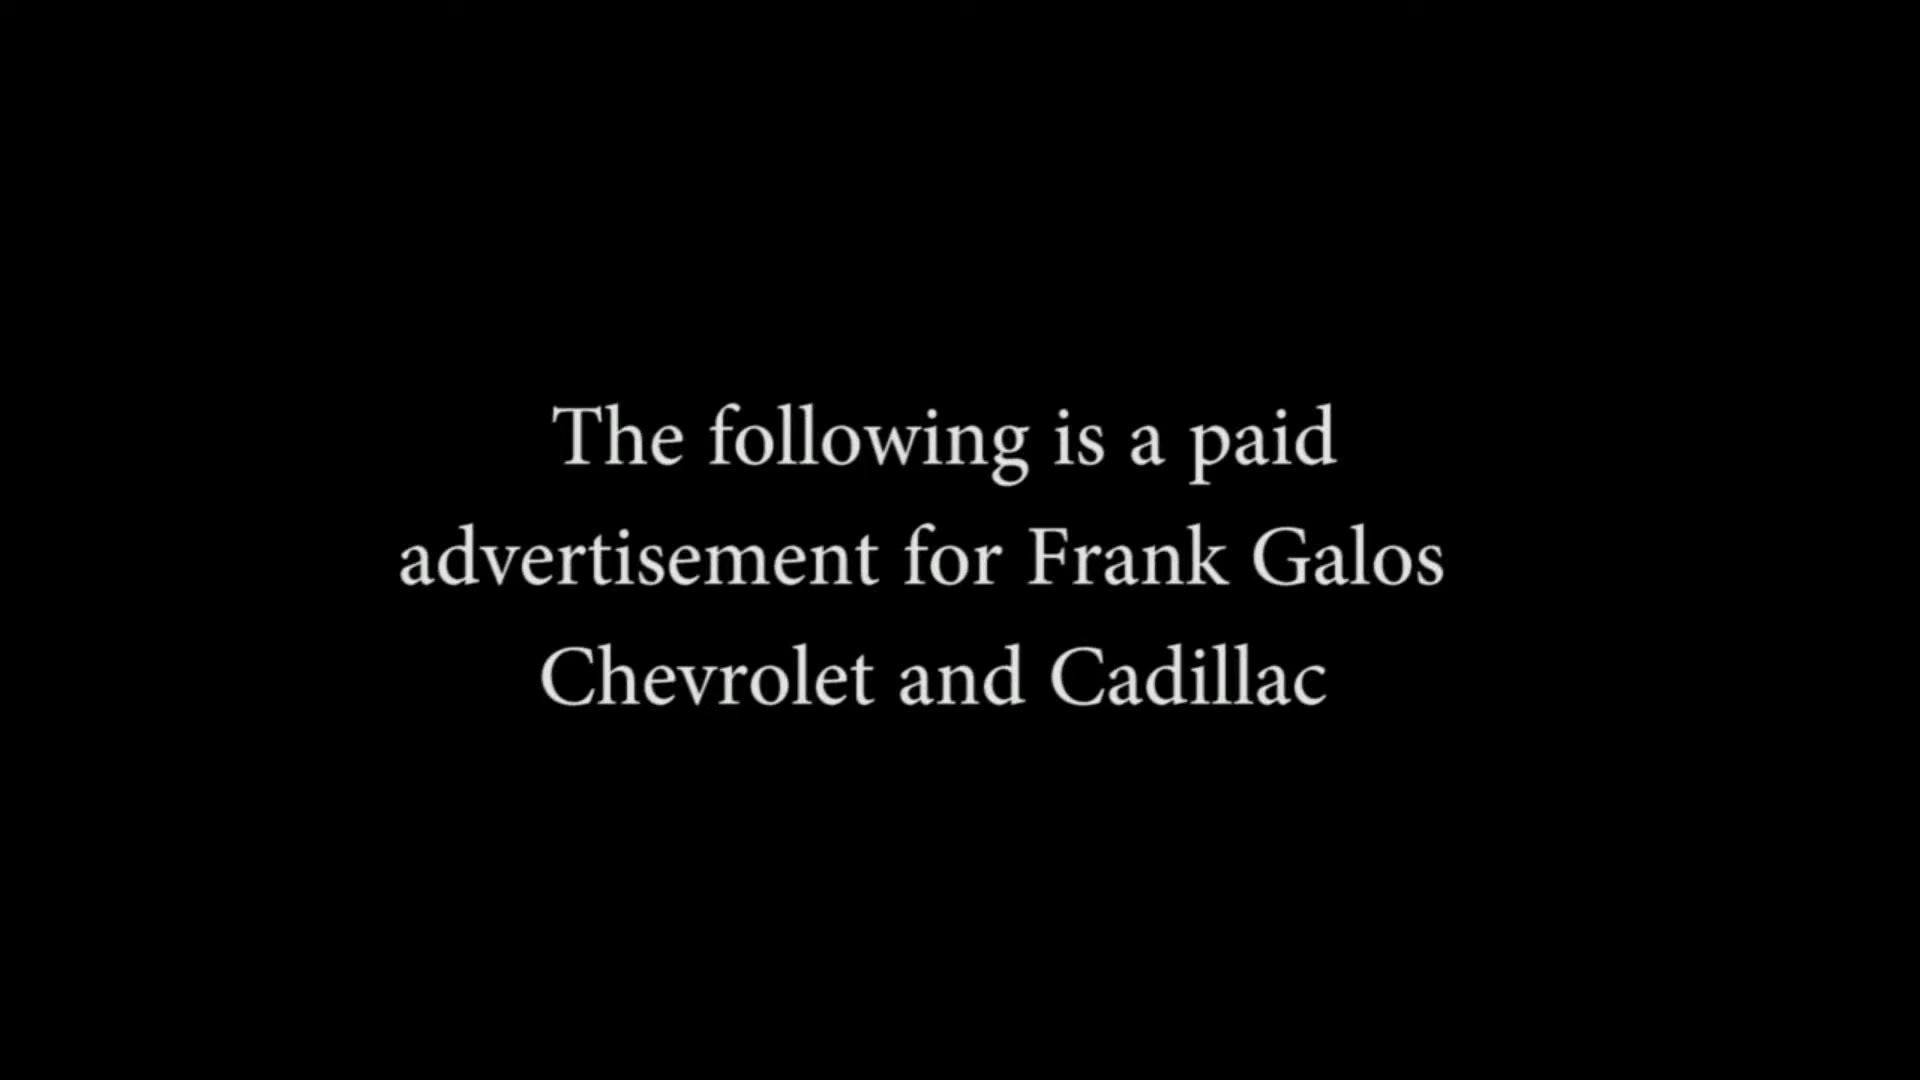 The following is a paid
advertisement for Frank Galos
Chevrolet and Cadillac